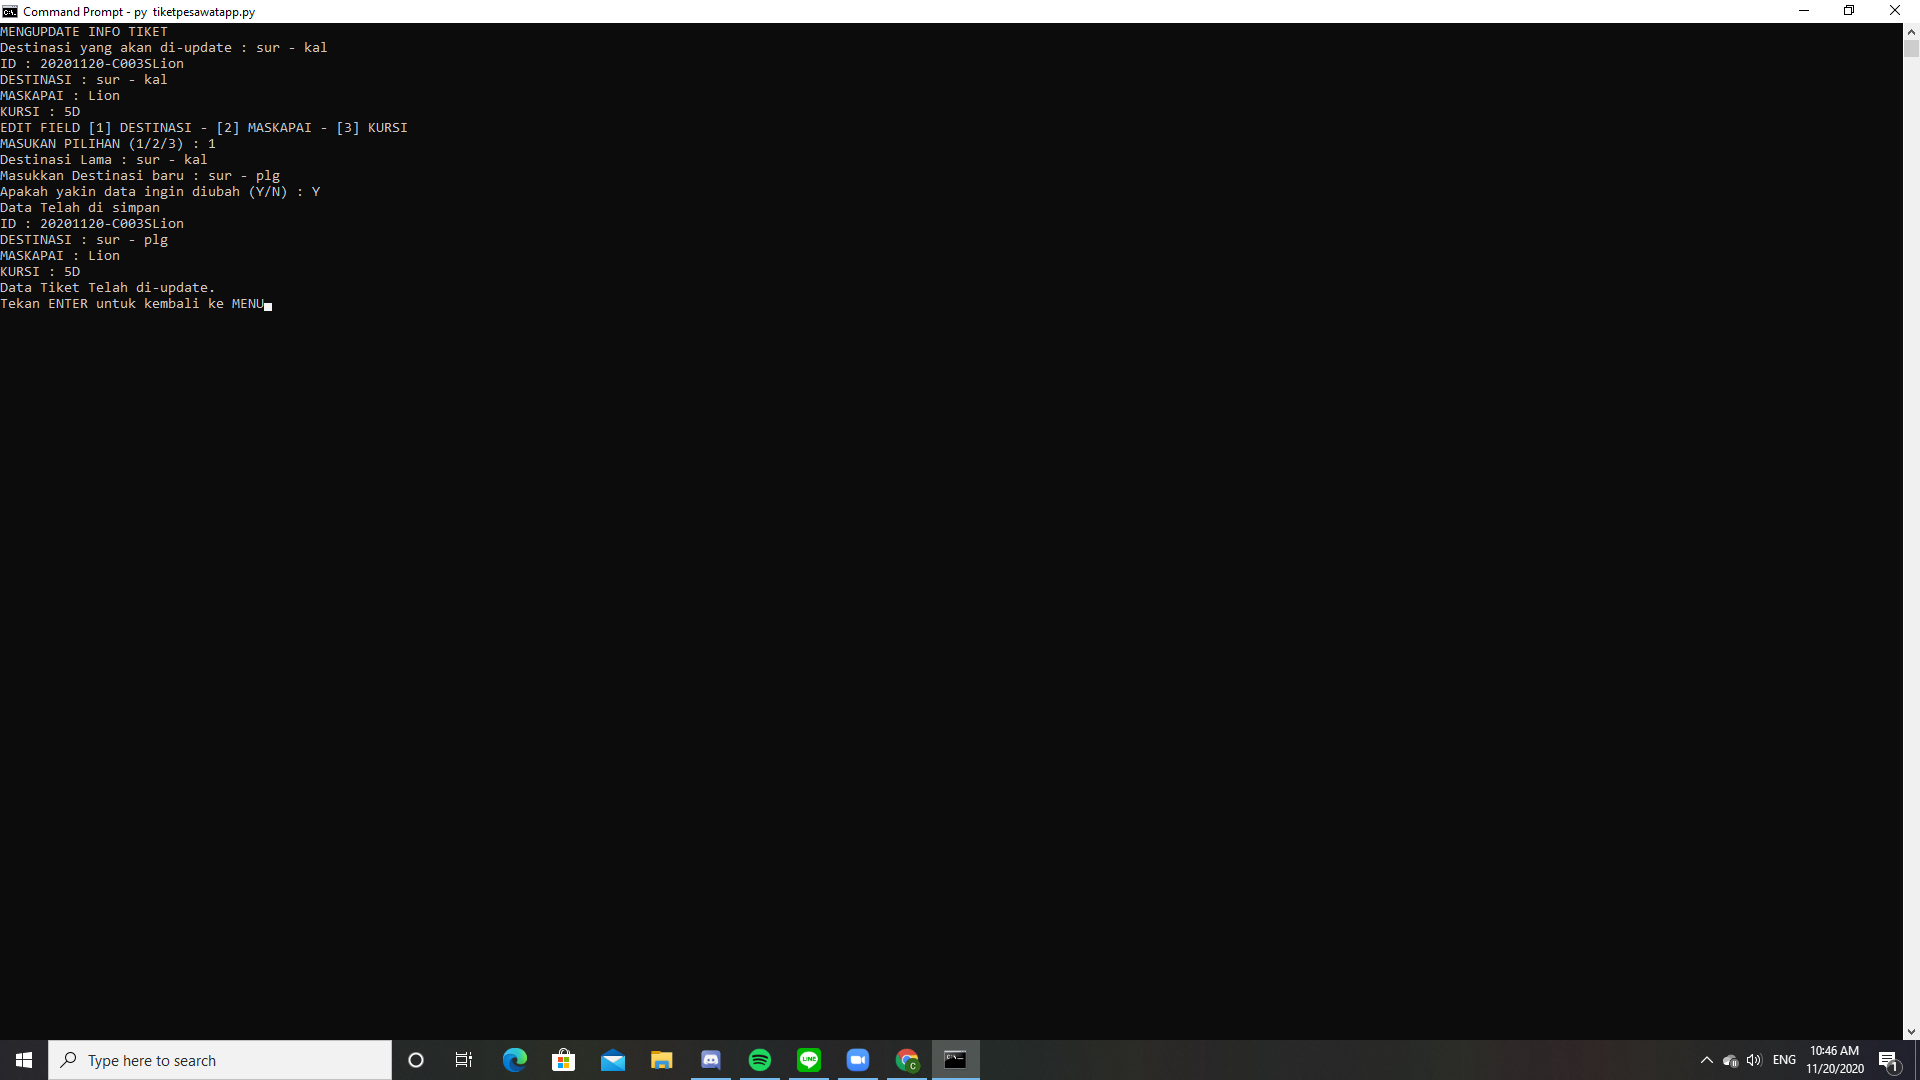 Command Prompt - py  tiketpesawatapp.py
MENGUPDATE INFO TIKET
Destinasi yang akan di-update : sur - kal
ID : 20201120-C003SLion
DESTINASI : sur - kal
MASKAPAI : Lion
KURSI : 5D
EDIT FIELD [1] DESTINASI - [2] MASKAPAI - [3] KURSI
MASUKAN PILIHAN (1/2/3) : 1
Destinasi Lama : sur - kal
Masukkan Destinasi baru : sur - plg
Apakah yakin data ingin diubah (Y/N) : Y
Data Telah di simpan
ID : 20201120-C003SLion
DESTINASI : sur - plg
MASKAPAI : Lion
KURSI : 5D
Data Tiket Telah di-update.
Tekan ENTER untuk kembali ke MENU
Type here to search
LINE
C
ENG
10:46 AM
11/20/2020
1